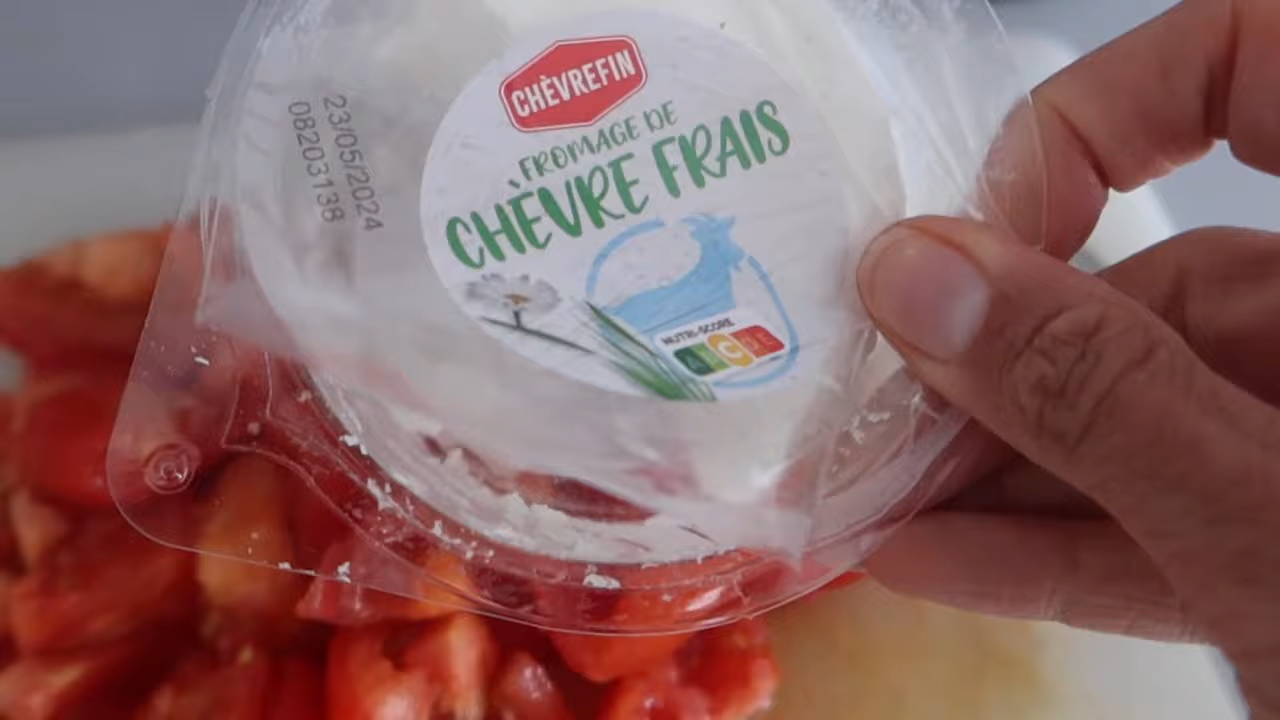 CHÈVREFIN
FROMAGE DE
CHÈVRE FRAIS
NUTRI-SCORE
A B C D E
23/05/2024
08203138